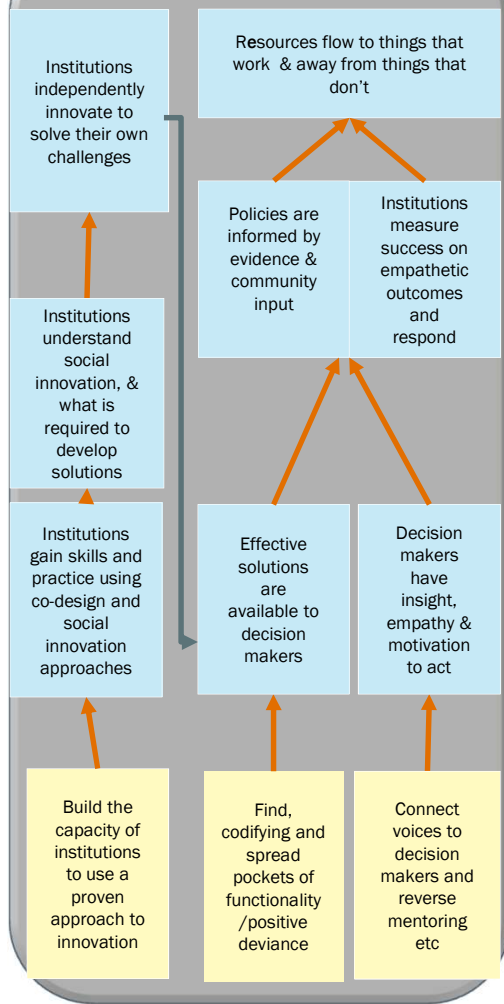 Institutions
independently
innovate to
solve their own
challenges
Resources flow to things that
work & away from things that
don't
Policies are
informed by
evidence &
community
input
Institutions
measure
success on
empathetic
outcomes
and
respond
Institutions
understand
social
innovation, &
what is
required to
develop
solutions
Institutions
gain skills and
practice using
co-design and
social
innovation
approaches
Effective
solutions
are
available to
decision
makers
Decision
makers
have
insight,
empathy &
motivation
to act
Build the
capacity of
institutions
to use a
proven
approach to
innovation
Find,
codifying and
spread
pockets of
functionality
/positive
deviance
Connect
voices to
decision
makers and
reverse
mentoring
etc